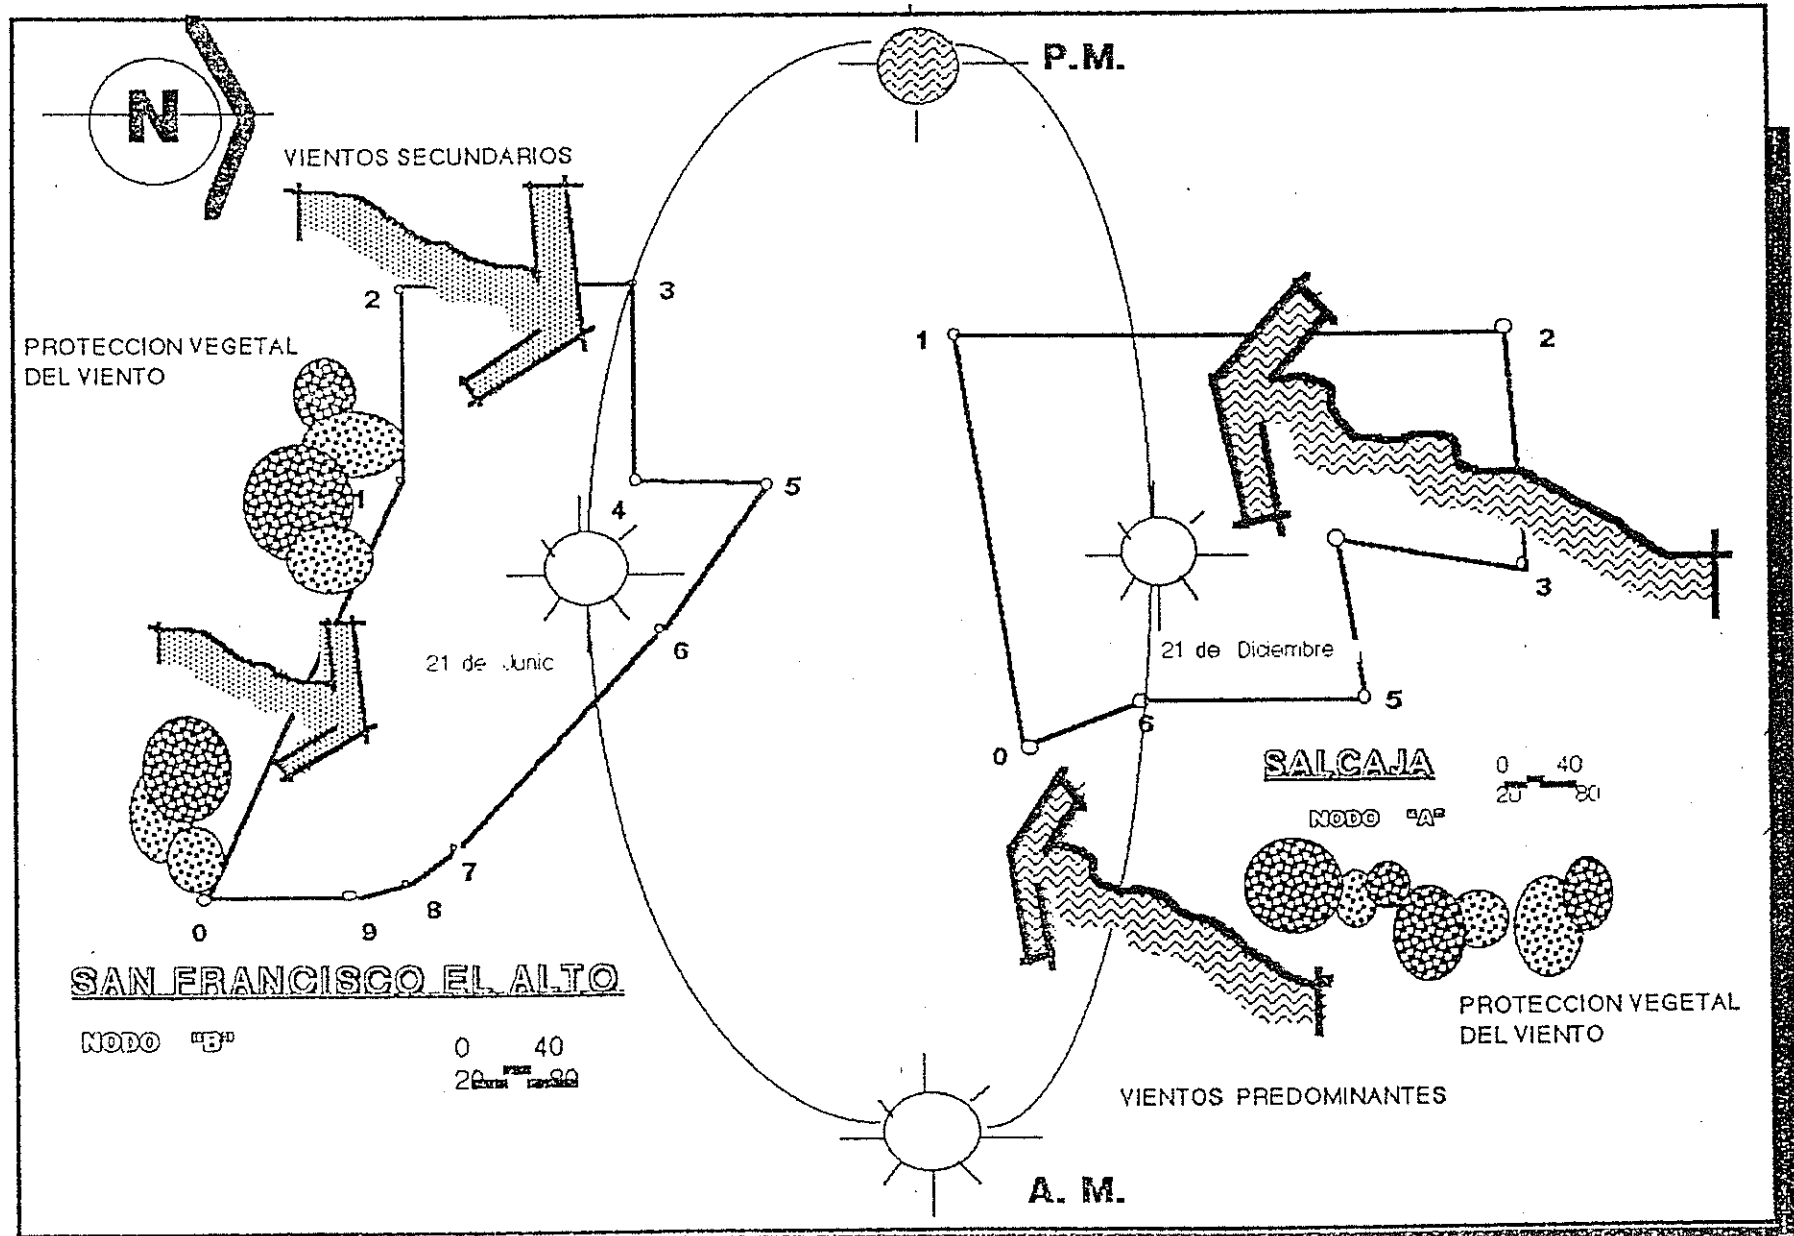 N
P.M.
VIENTOS SECUNDARIOS
2
3
1
2
PROTECCION VEGETAL
DEL VIENTO
1
4
5
3
6
21 de Junic
21 de Diciembre
5
6
0
SALCAJA
0 40
20 80
NODO "A"
7
8
9
0
SAN FRANCISCO EL ALTO
NODO "B"
0 40
20 80
PROTECCION VEGETAL
DEL VIENTO
VIENTOS PREDOMINANTES
A. M.